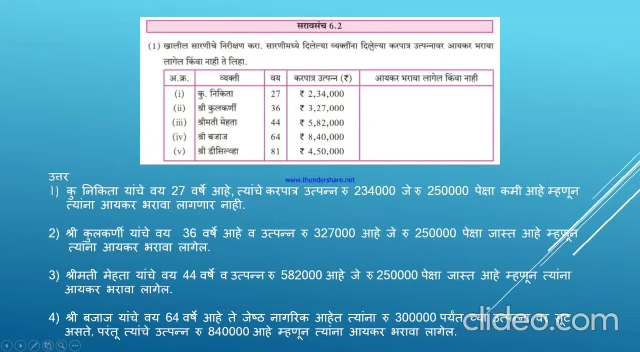 सरावसंच 6.2
(1) खालील सारणीचे निरीक्षण करा. सारणीमध्ये दिलेल्या व्यक्तींना दिलेल्या करपात्र उत्पन्नावर आयकर भरावा
लागेल किंवा नाही ते लिहा.
अ.क्र. व्यक्ती वय करपात्र उत्पन्न (₹) आयकर भरावा लागेल किंवा नाही
(i) कु. निकिता 27 ₹ 2,34,000
(ii) श्री कुलकर्णी 36 ₹ 3,27,000
(iii) श्रीमती मेहता 44 ₹ 5,82,000
(iv) श्री बजाज 64 ₹ 8,40,000
(v) श्री डीसिल्व्हा 81 ₹ 4,50,000
www.thundershare.net
उत्तर
1) कु निकिता यांचे वय 27 वर्षे आहे, त्यांचे करपात्र उत्पन्न रु 234000 जे रु 250000 पेक्षा कमी आहे म्हणून
त्यांना आयकर भरावा लागणार नाही.
2) श्री कुलकर्णी यांचे वय 36 वर्षे आहे व उत्पन्न रु 327000 आहे जे रु 250000 पेक्षा जास्त आहे म्हणून
त्यांना आयकर भरावा लागेल.
3) श्रीमती मेहता यांचे वय 44 वर्षे व उत्पन्न रु 582000 आहे जे रु 250000 पेक्षा जास्त आहे म्हणून त्यांना
आयकर भरावा लागेल.
4) श्री बजाज यांचे वय 64 वर्षे आहे ते जेष्ठ नागरिक आहेत त्यांना रु 300000 पर्यंत च्या उत्पन्न वर सूट
असते. परंतू त्यांचे उत्पन्न रु 840000 आहे म्हणून त्यांना आयकर भरावा लागेल.
clideo.com